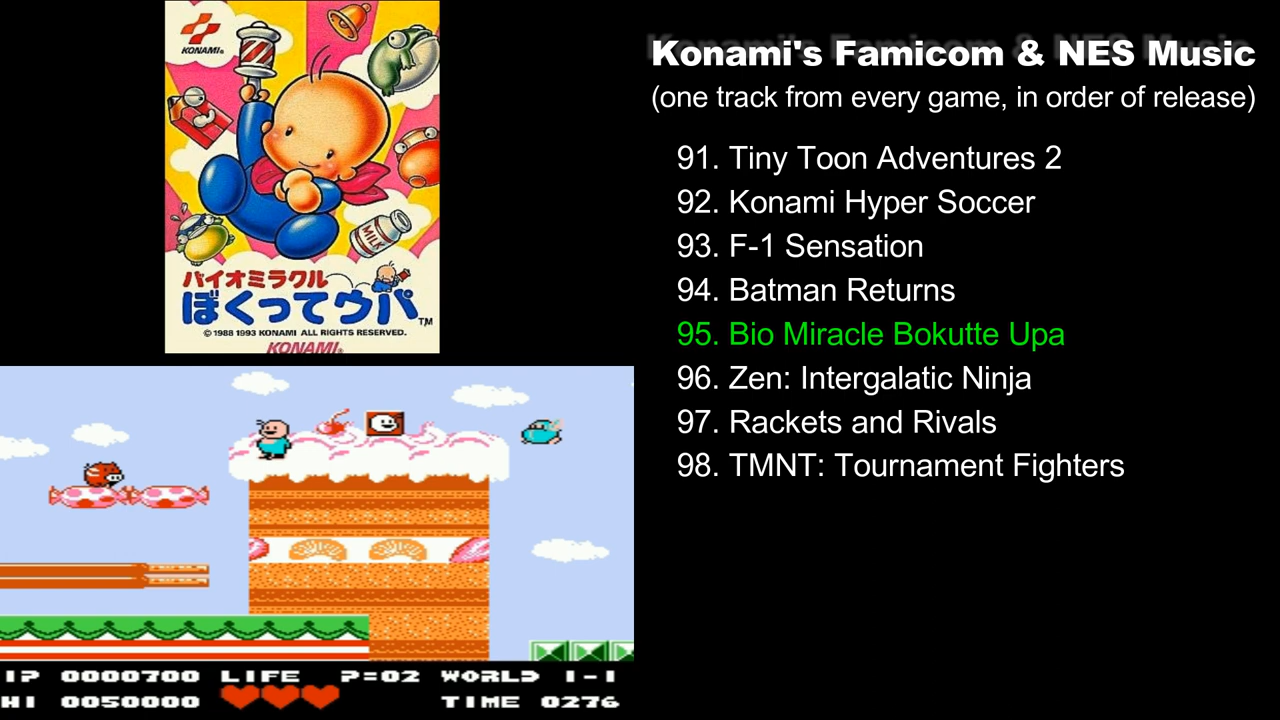 KONAMI®
MILK
バイオミラクル
ぼくってウパ™
©1988 1993 KONAMI ALL RIGHTS RESERVED.
KONAMI®
Konami's Famicom & NES Music
(one track from every game, in order of release)
91. Tiny Toon Adventures 2
92. Konami Hyper Soccer
93. F-1 Sensation
94. Batman Returns
95. Bio Miracle Bokutte Upa
96. Zen: Intergalatic Ninja
97. Rackets and Rivals
98. TMNT: Tournament Fighters
1P 0000700 LIFE P=02 WORLD 1-1
HI 0050000 TIME 0276